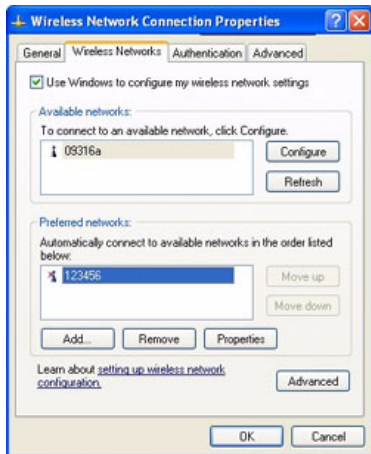 Wireless Network Connection Properties
General Wireless Networks Authentication Advanced
Use Windows to configure my wireless network settings
Available networks:
To connect to an available network, click Configure.
09316a
Configure
Refresh
Preferred networks:
Automatically connect to available networks in the order listed
below:
123456
Move up
Move down
Add... Remove Properties
Learn about setting up wireless network
configuration.
Advanced
OK Cancel